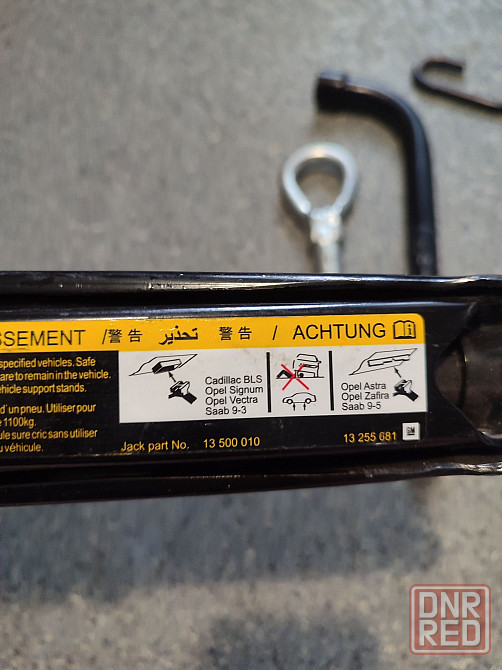 SSEMENT /警告 تحذير 警告 / ACHTUNG
specified vehicles. Safe
are to remain in the vehicle.
ehicle support stands.
d'un pneu. Utiliser pour
e 1100kg.
ule sure cric sans utiliser
u véhicule.
Cadillac BLS
Opel Signum
Opel Vectra
Saab 9-3
Opel Astra
Opel Zafira
Saab 9-5
Jack part No. 13 500 010
13 255 681 GM
DNR
RED